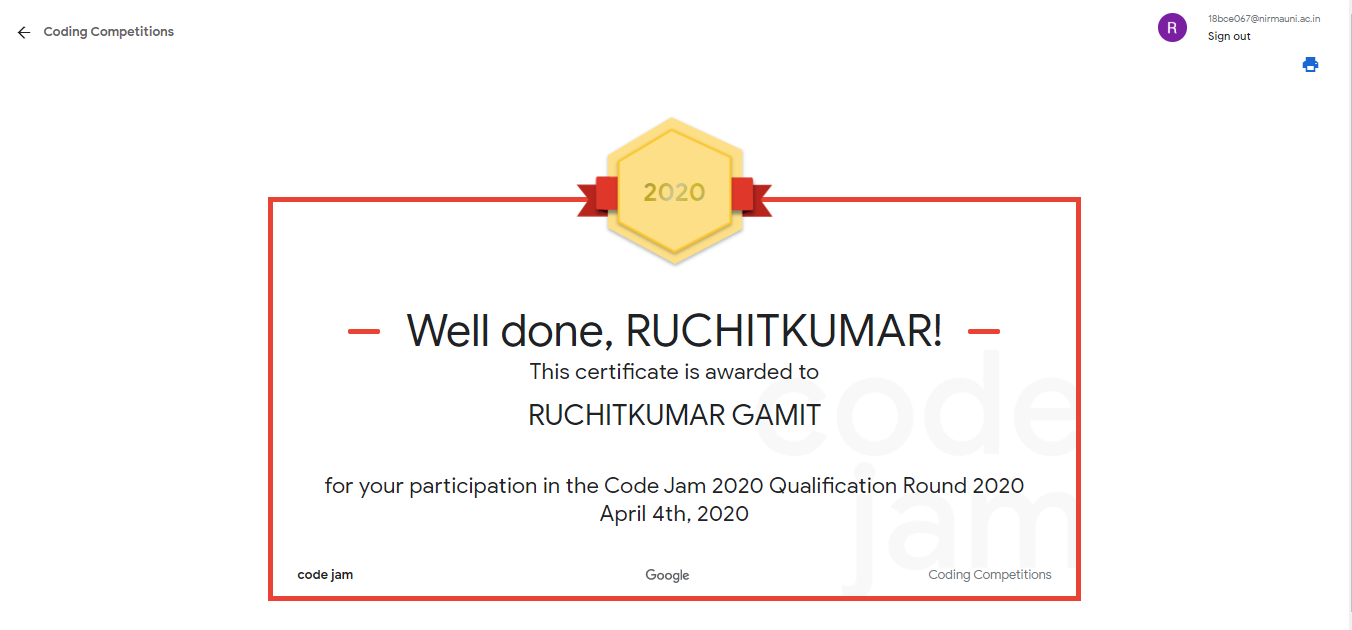 Coding Competitions
R
18bce067@nirmauni.ac.in
Sign out
2020
Well done, RUCHITKUMAR!
This certificate is awarded to
RUCHITKUMAR GAMIT
code
jam
for your participation in the Code Jam 2020 Qualification Round 2020
April 4th, 2020
code jam
Google
Coding Competitions